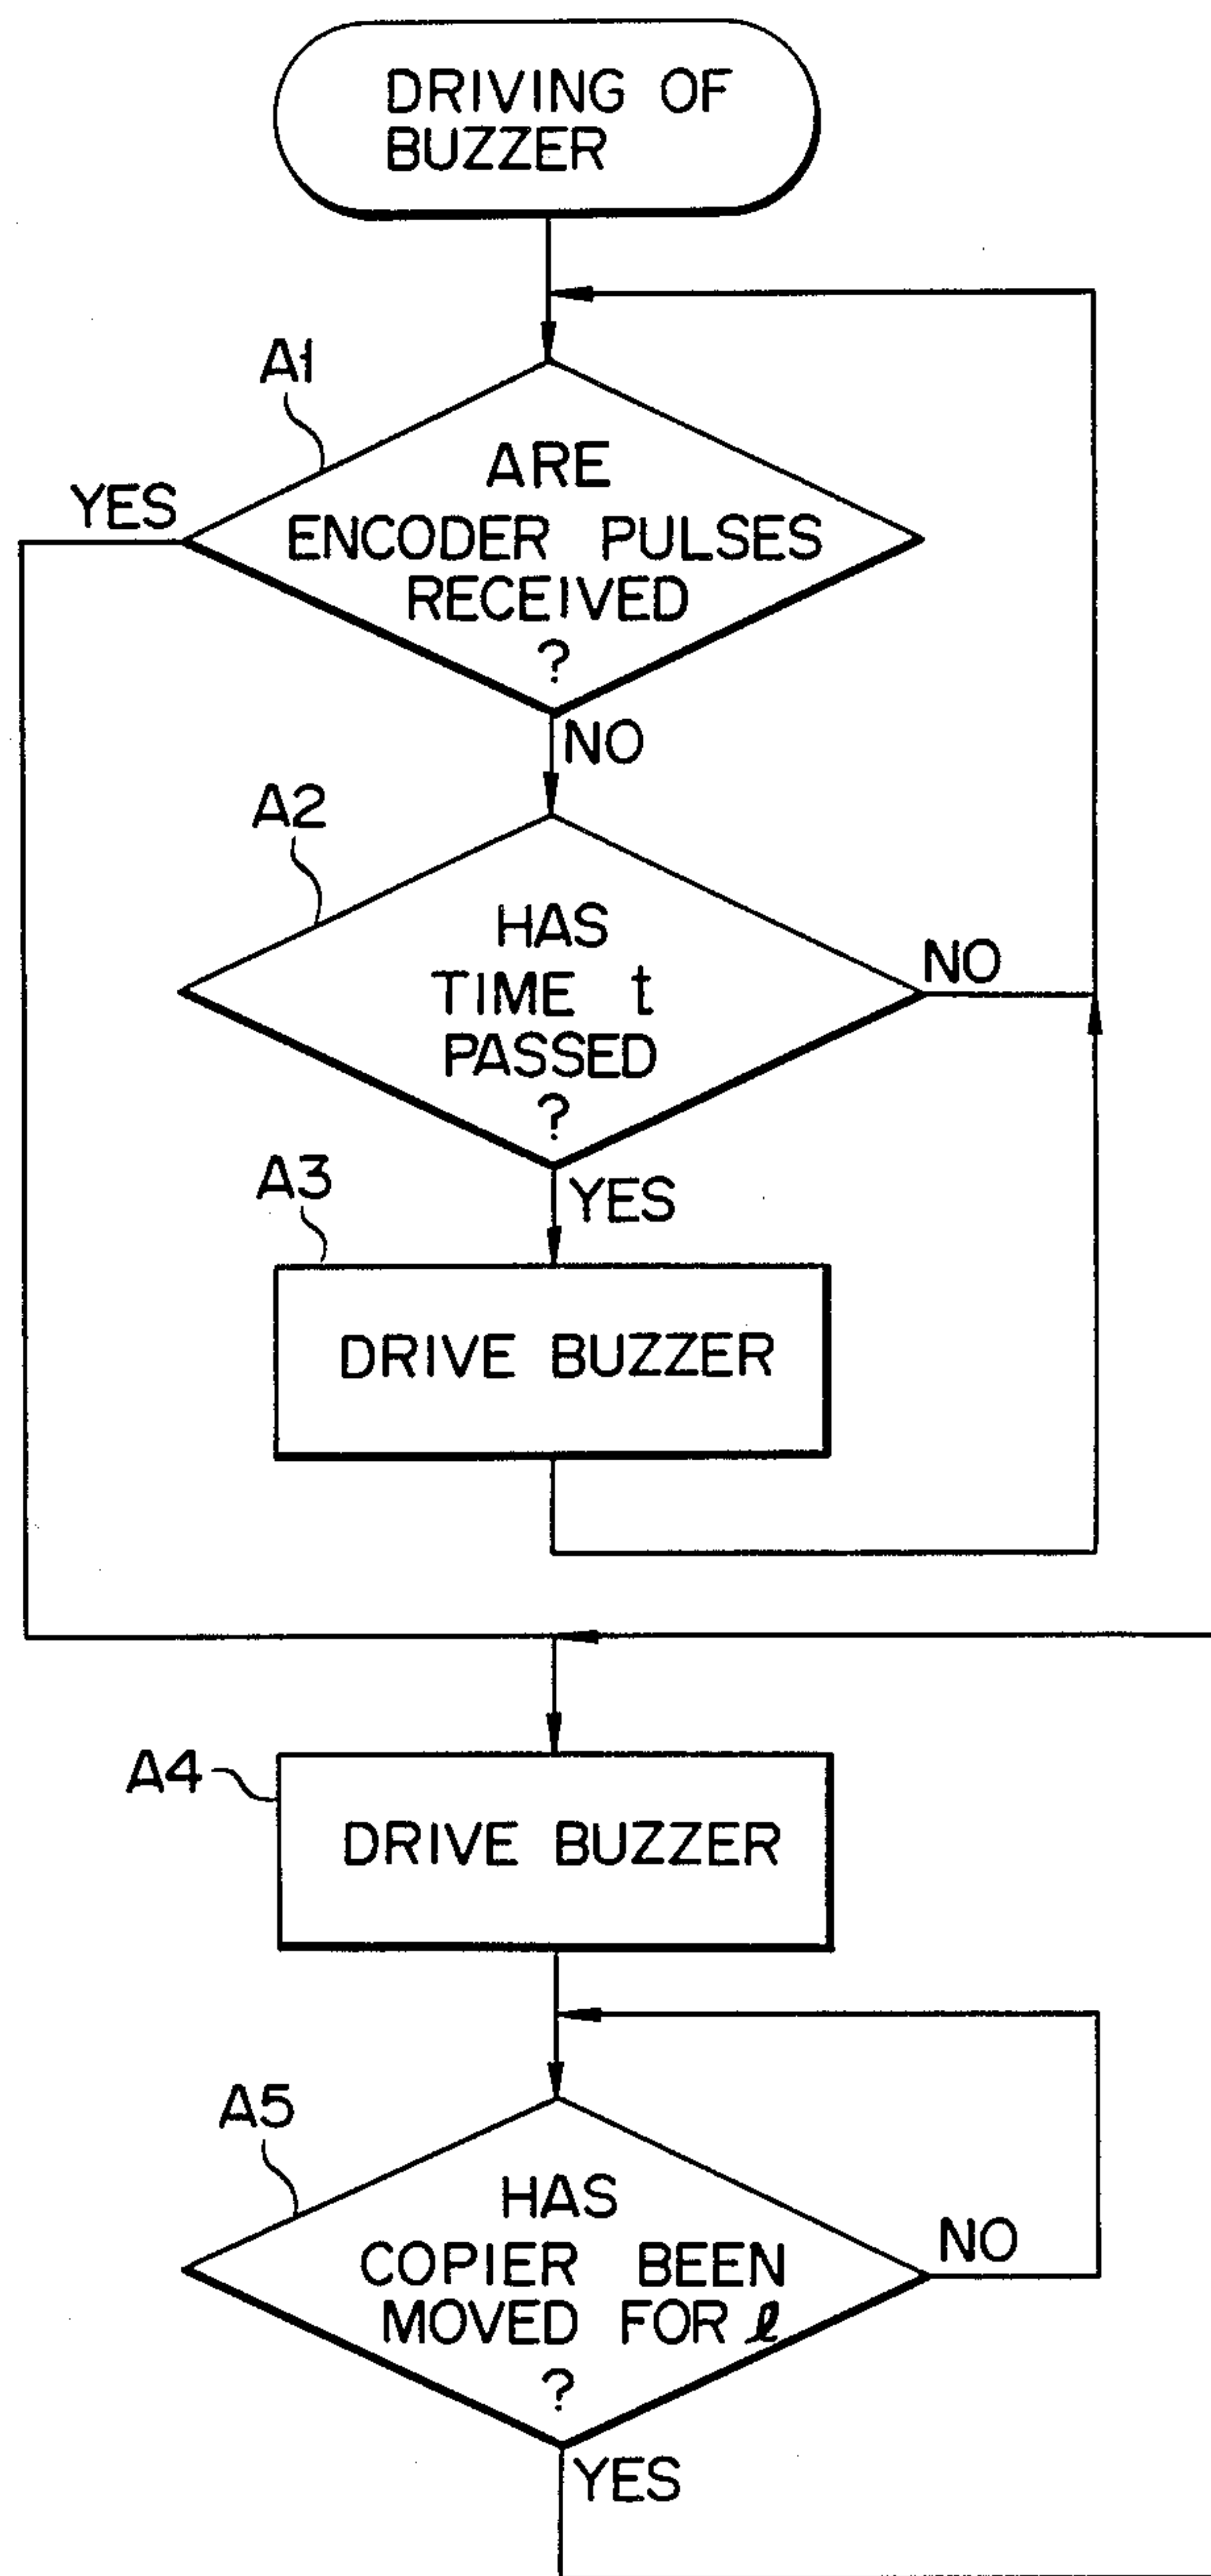 DRIVING OF
BUZZER
A1
ARE
YES
ENCODER PULSES
RECEIVED
?
NO
A2
HAS
NO
TIME t
PASSED
?
A3
YES
DRIVE BUZZER
A4
DRIVE BUZZER
A5
HAS
NO
COPIER BEEN
MOVED FOR ℓ
?
YES